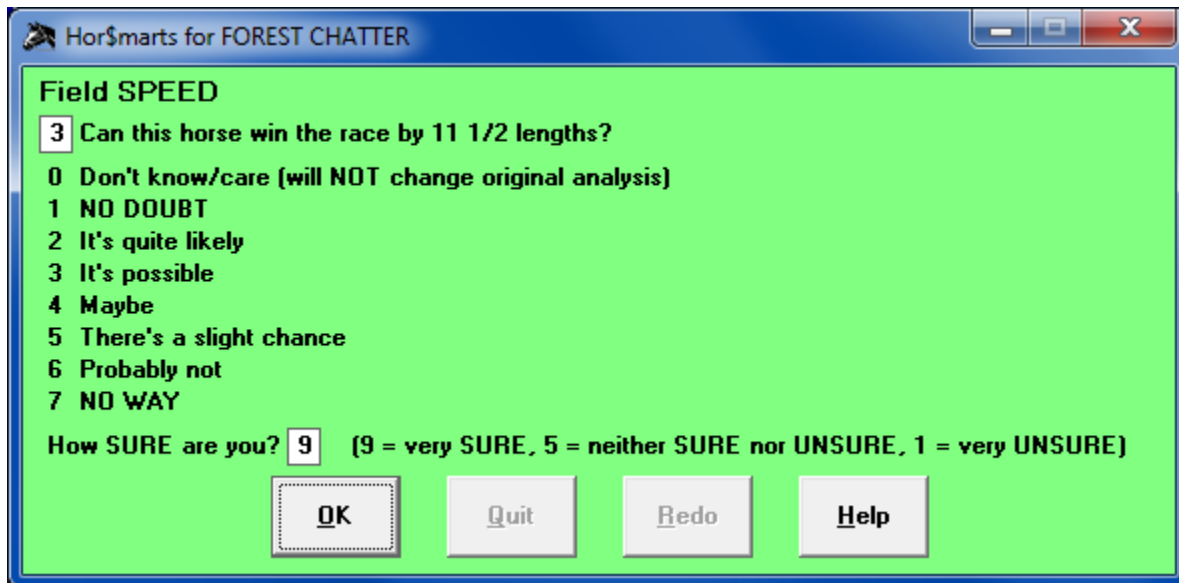 Hor$marts for FOREST CHATTER
Field SPEED
3 Can this horse win the race by 11 1/2 lengths?
0 Don't know/care (will NOT change original analysis)
1 NO DOUBT
2 It's quite likely
3 It's possible
4 Maybe
5 There's a slight chance
6 Probably not
7 NO WAY
How SURE are you? 9 (9 = very SURE, 5 = neither SURE nor UNSURE, 1 = very UNSURE)
OK Quit Redo Help